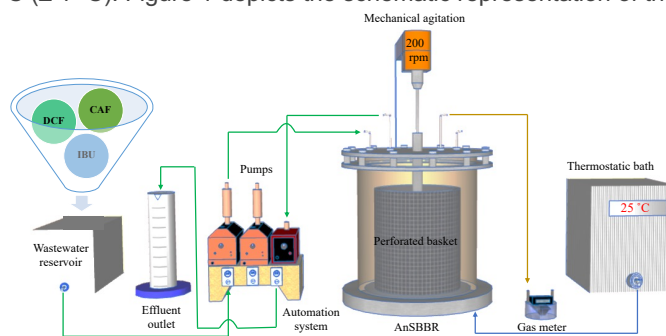 Mechanical agitation
200
rpm
DCF
CAF
IBU
Pumps
Thermostatic bath
25 °C
Wastewater
reservoir
Perforated basket
Effluent
outlet
Automation
system
AnSBBR
Gas meter